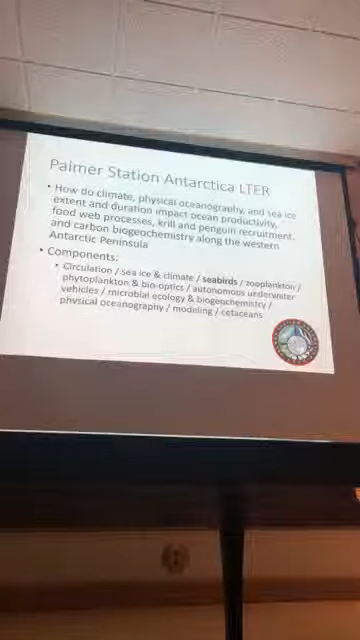 Palmer Station Antarctica LTER
• How do climate, physical oceanography, and sea ice
extent and duration impact ocean productivity,
food web processes, krill and penguin recruitment,
and carbon biogeochemistry along the western
Antarctic Peninsula
• Components:
• Circulation / sea ice & climate / seabirds / zooplankton /
phytoplankton & bio-optics / autonomous underwater
vehicles / microbial ecology & biogeochemistry /
physical oceanography / modeling / cetaceans